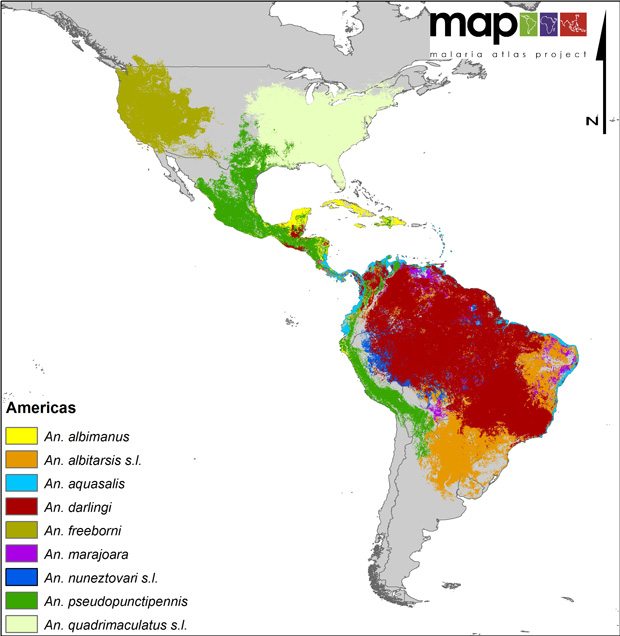 map
malaria atlas project
N
Americas
An. albimanus
An. albitarsis s.l.
An. aquasalis
An. darlingi
An. freeborni
An. marajoara
An. nuneztovari s.l.
An. pseudopunctipennis
An. quadrimaculatus s.l.